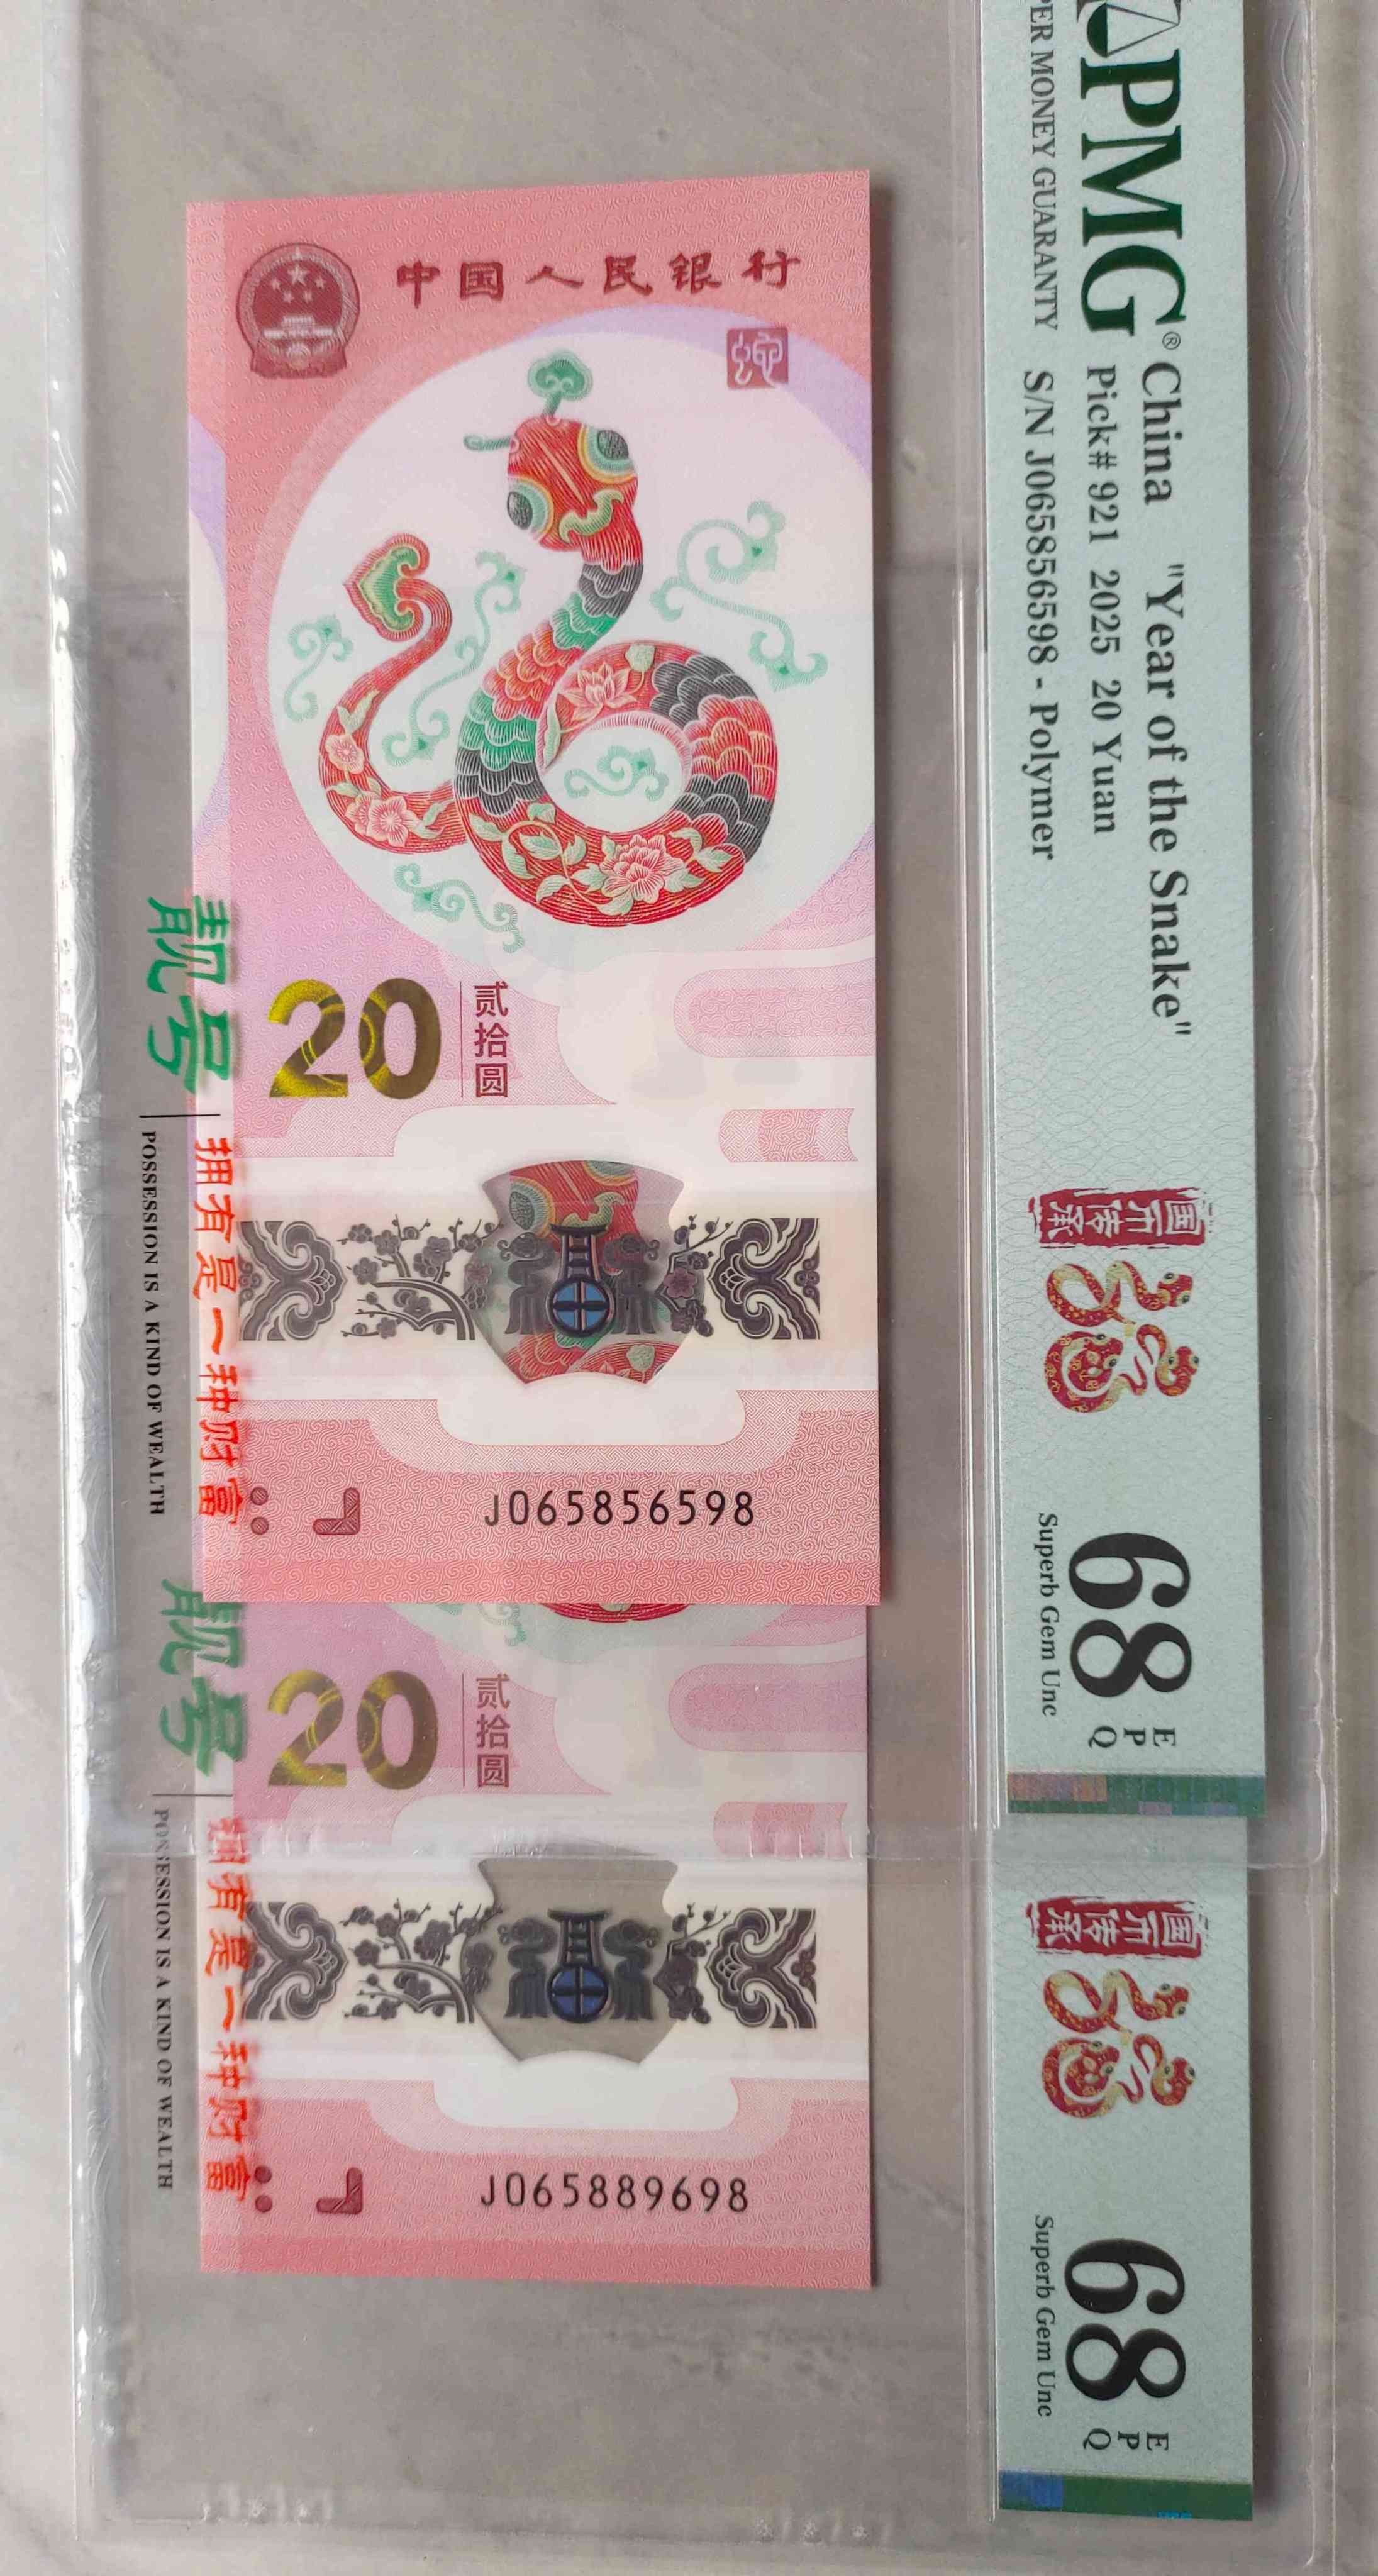 中国人民银行
蛇
20
贰拾圆
J065856598
靓号
拥有是一种财富
POSSESSION IS A KIND OF WEALTH
20
贰拾圆
J065889698
靓号
拥有是一种财富
POSSESSION IS A KIND OF WEALTH
PMG®
PER MONEY GUARANTY
China "Year of the Snake"
Pick# 921 2025 20 Yuan
S/N J065856598 - Polymer
国币传承
68 EPQ
Superb Gem Unc
国币传承
68 EPQ
Superb Gem Unc